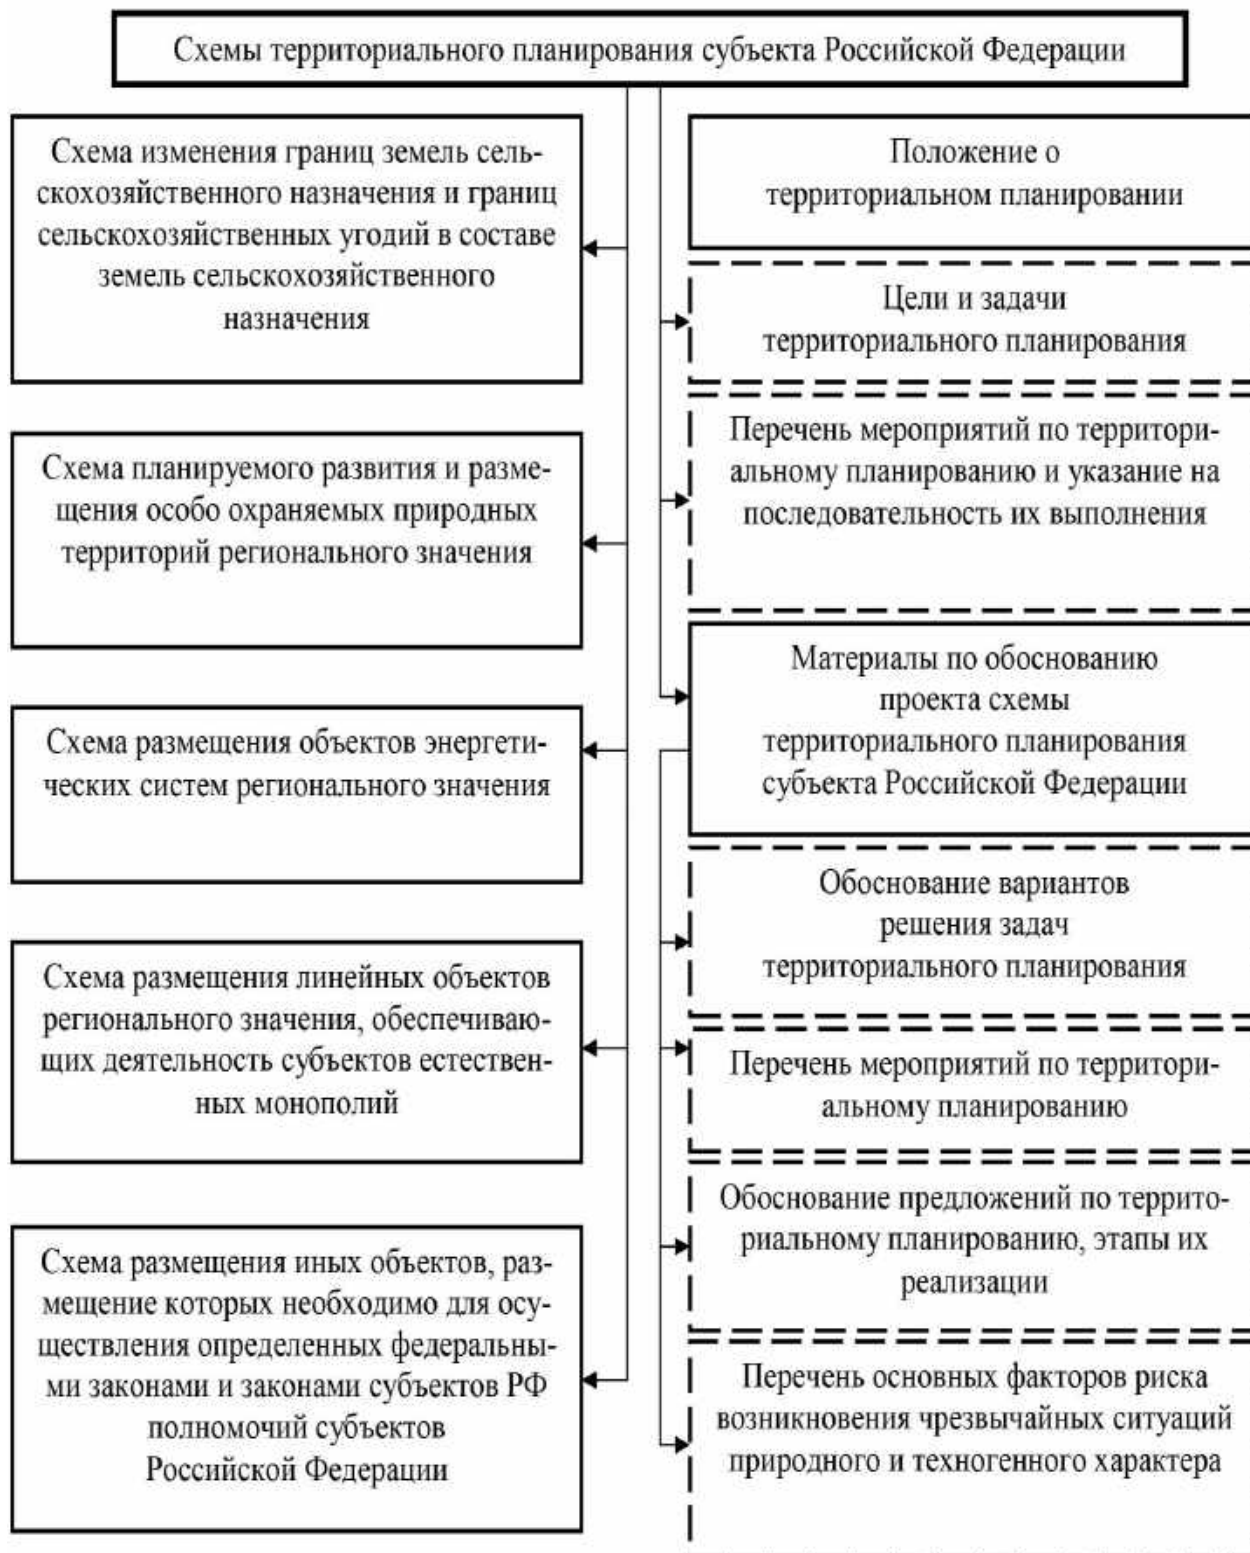 Схемы территориального планирования субъекта Российской Федерации
Схема изменения границ земель сель-
скохозяйственного назначения и границ
сельскохозяйственных угодий в составе
земель сельскохозяйственного
назначения
Схема планируемого развития и разме-
щения особо охраняемых природных
территорий регионального значения
Схема размещения объектов энергети-
ческих систем регионального значения
Схема размещения линейных объектов
регионального значения, обеспечиваю-
щих деятельность субъектов естествен-
ных монополий
Схема размещения иных объектов, раз-
мещение которых необходимо для осу-
ществления определенных федеральны-
ми законами и законами субъектов РФ
полномочий субъектов
Российской Федерации
Положение о
территориальном планировании
Цели и задачи
территориального планирования
Перечень мероприятий по территори-
альному планированию и указание на
последовательность их выполнения
Материалы по обоснованию
проекта схемы
территориального планирования
субъекта Российской Федерации
Обоснование вариантов
решения задач
территориального планирования
Перечень мероприятий по территори-
альному планированию
Обоснование предложений по террито-
риальному планированию, этапы их
реализации
Перечень основных факторов риска
возникновения чрезвычайных ситуаций
природного и техногенного характера